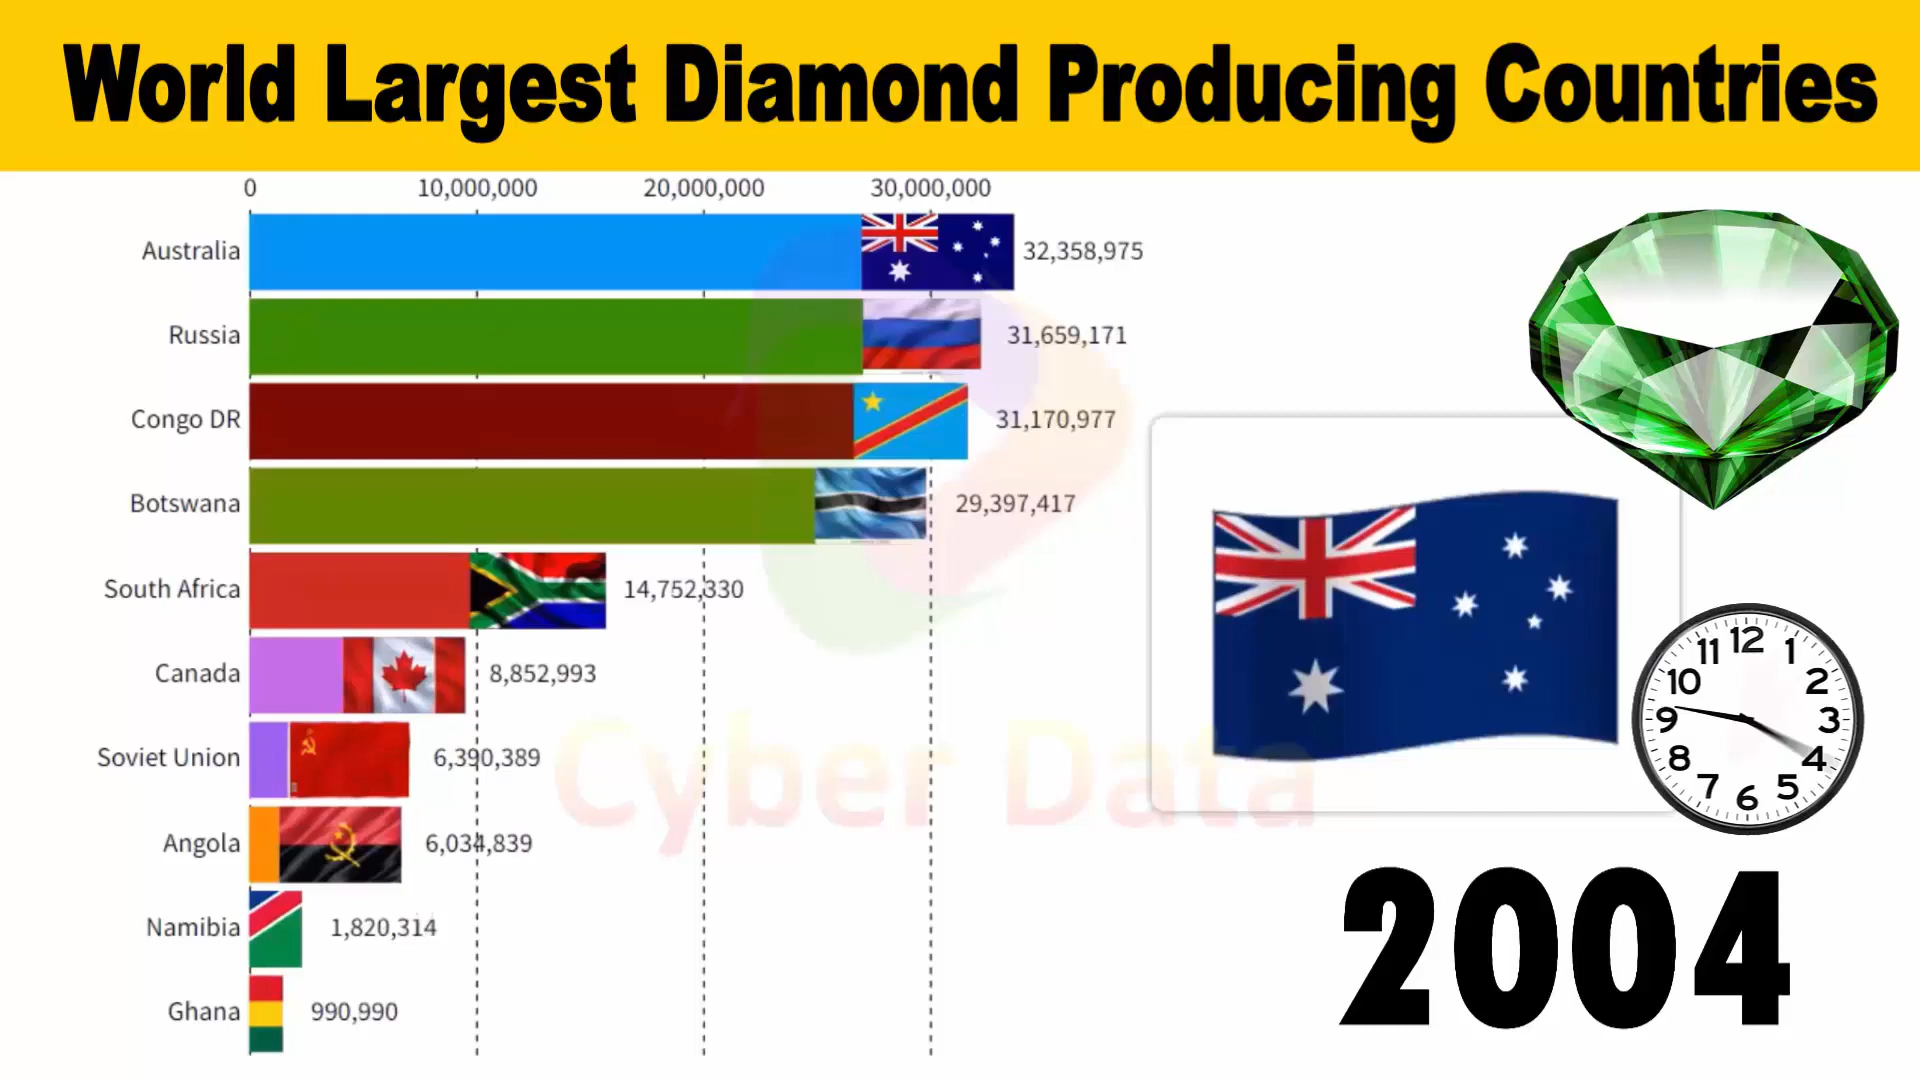 World Largest Diamond Producing Countries
0 10,000,000 20,000,000 30,000,000
Australia 32,358,975
Russia 31,659,171
Congo DR 31,170,977
Botswana 29,397,417
South Africa 14,752,330
Canada 8,852,993
Soviet Union 6,390,389
Angola 6,034,839
Namibia 1,820,314
Ghana 990,990
Cyber Data
12 1 2 3 4 5 6 7 8 9 10 11
2004